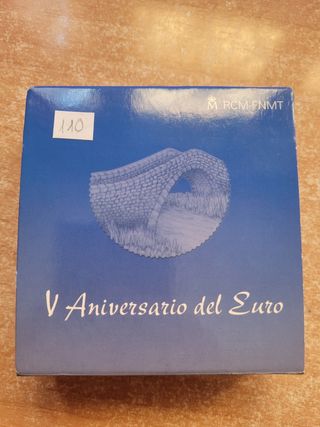 RCM-FNMT
110
V Aniversario del Euro